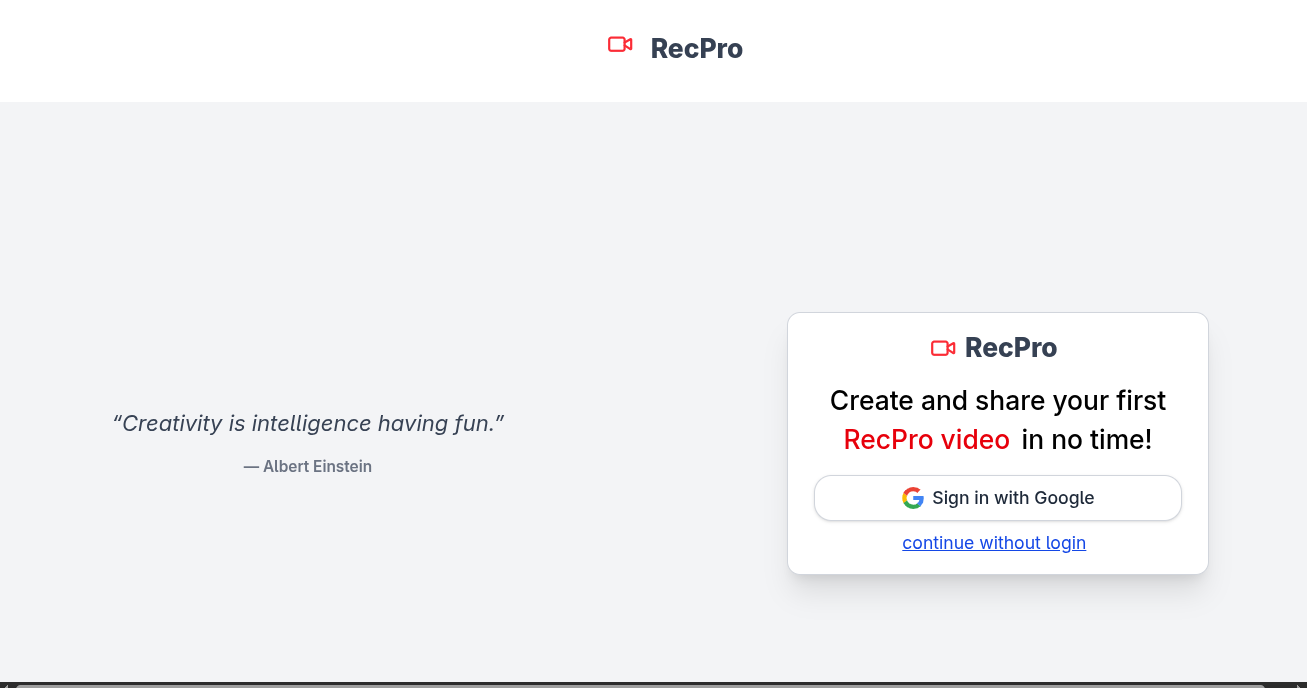 RecPro
“Creativity is intelligence having fun.”
— Albert Einstein
RecPro
Create and share your first
RecPro video in no time!
Sign in with Google
continue without login